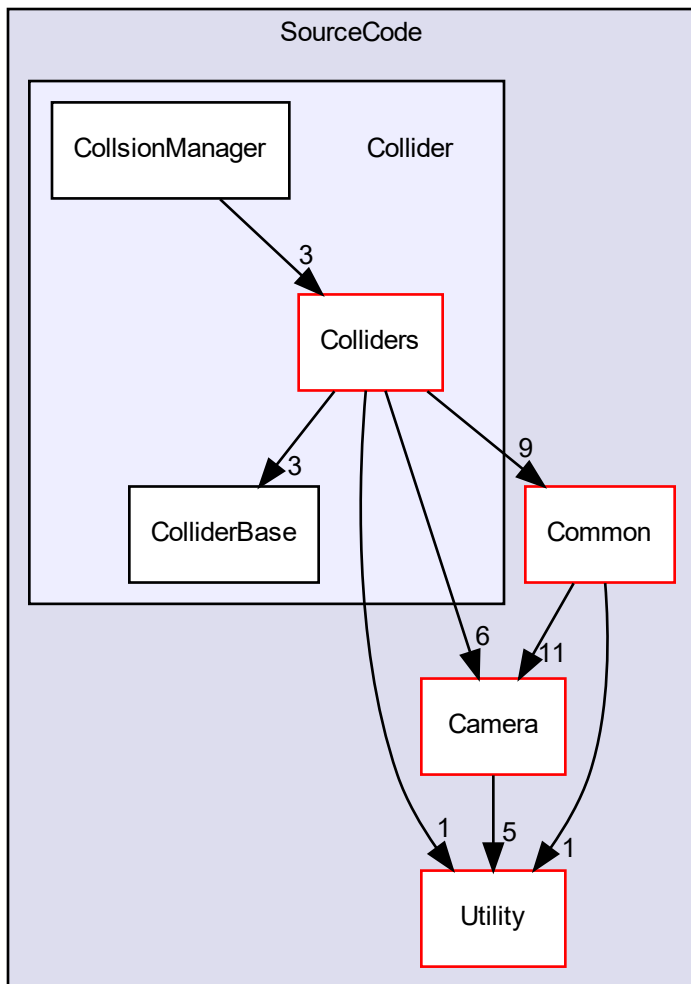 SourceCode
CollsionManager
Collider
3
Colliders
3
9
ColliderBase
Common
6
11
Camera
1
5
1
Utility